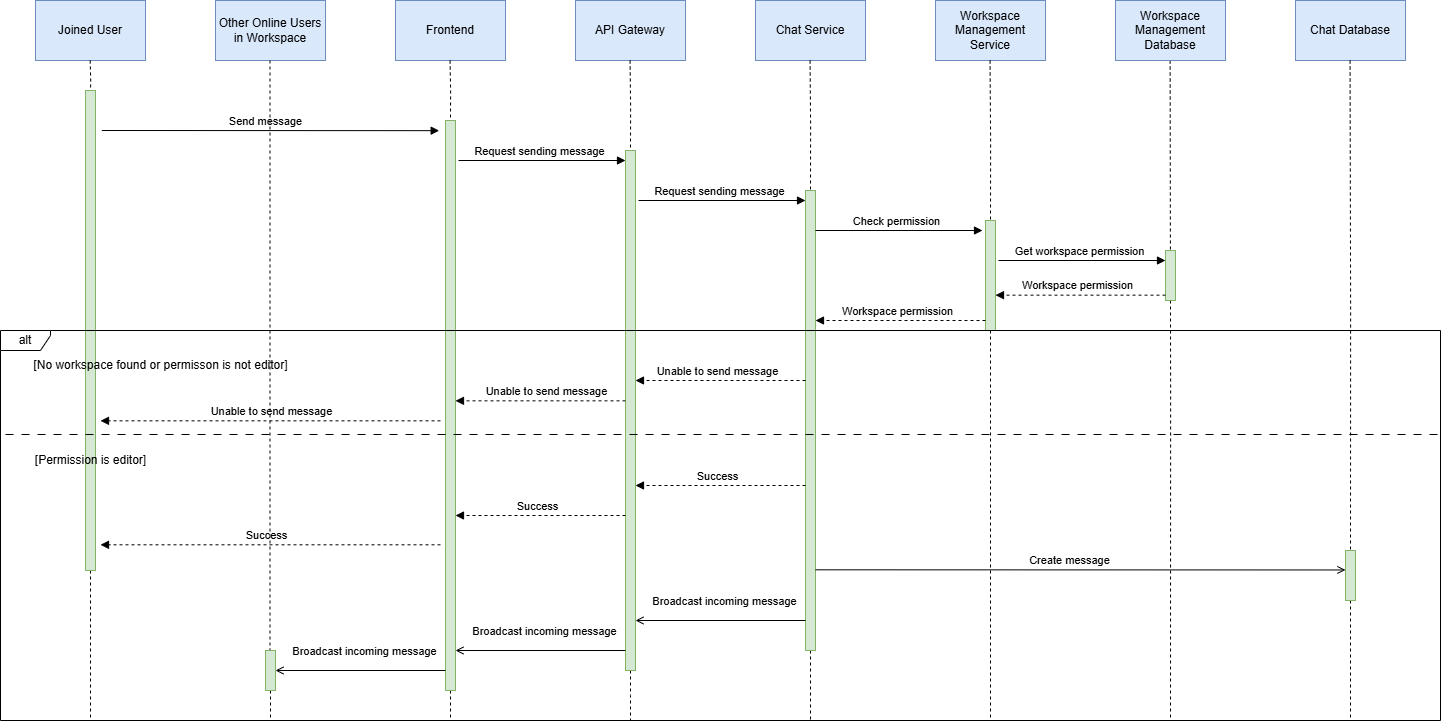 Joined User
Other Online Users
in Workspace
Frontend
API Gateway
Chat Service
Workspace
Management
Service
Workspace
Management
Database
Chat Database
Send message
Request sending message
Request sending message
Check permission
Get workspace permission
Workspace permission
Workspace permission
alt
[No workspace found or permisson is not editor]
Unable to send message
Unable to send message
Unable to send message
[Permission is editor]
Success
Success
Success
Create message
Broadcast incoming message
Broadcast incoming message
Broadcast incoming message